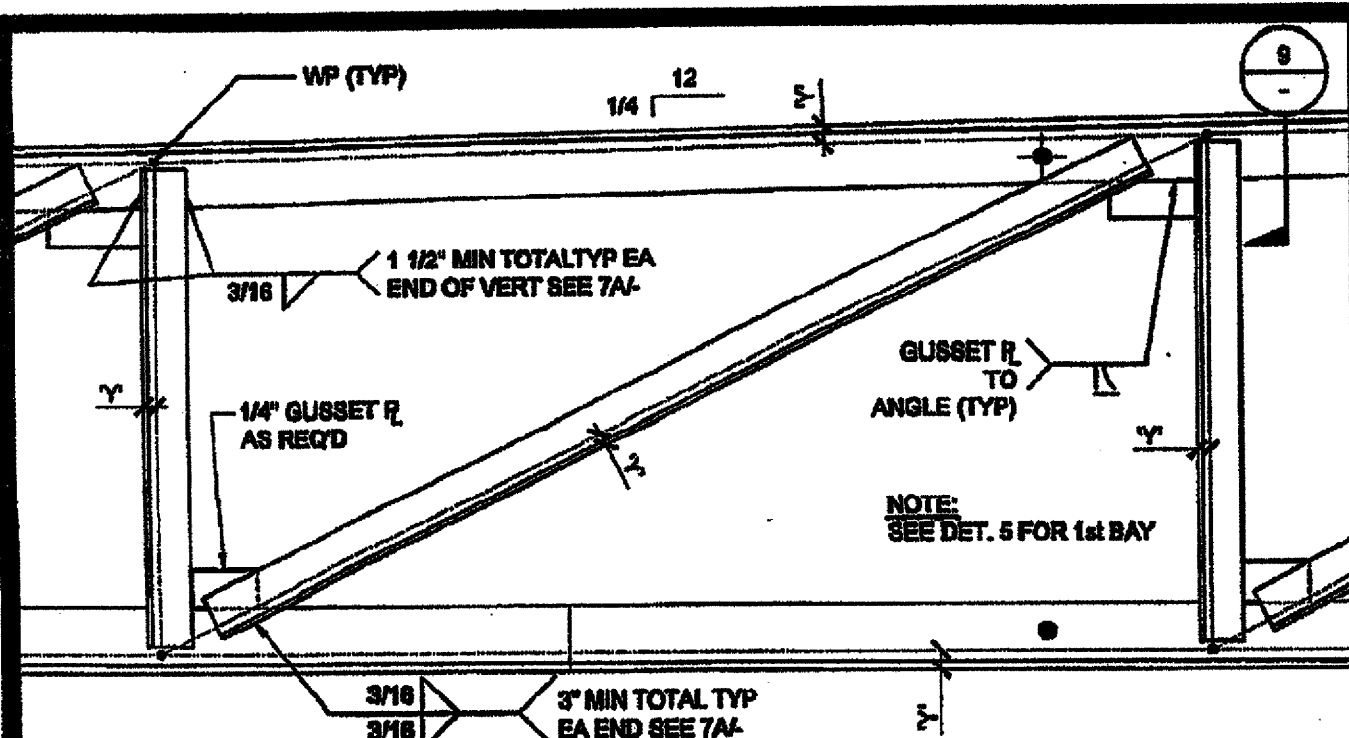 WP (TYP)
12
1/4
'Y'
9
-
1 1/2" MIN TOTALTYP EA
END OF VERT SEE 7A/-
3/16
GUSSET PL
TO
ANGLE (TYP)
'Y'
1/4" GUSSET PL
AS REQ'D
'Y'
NOTE:
SEE DET. 5 FOR 1st BAY
3/16
3/16
3" MIN TOTAL TYP
EA END SEE 7A/-
'Y'